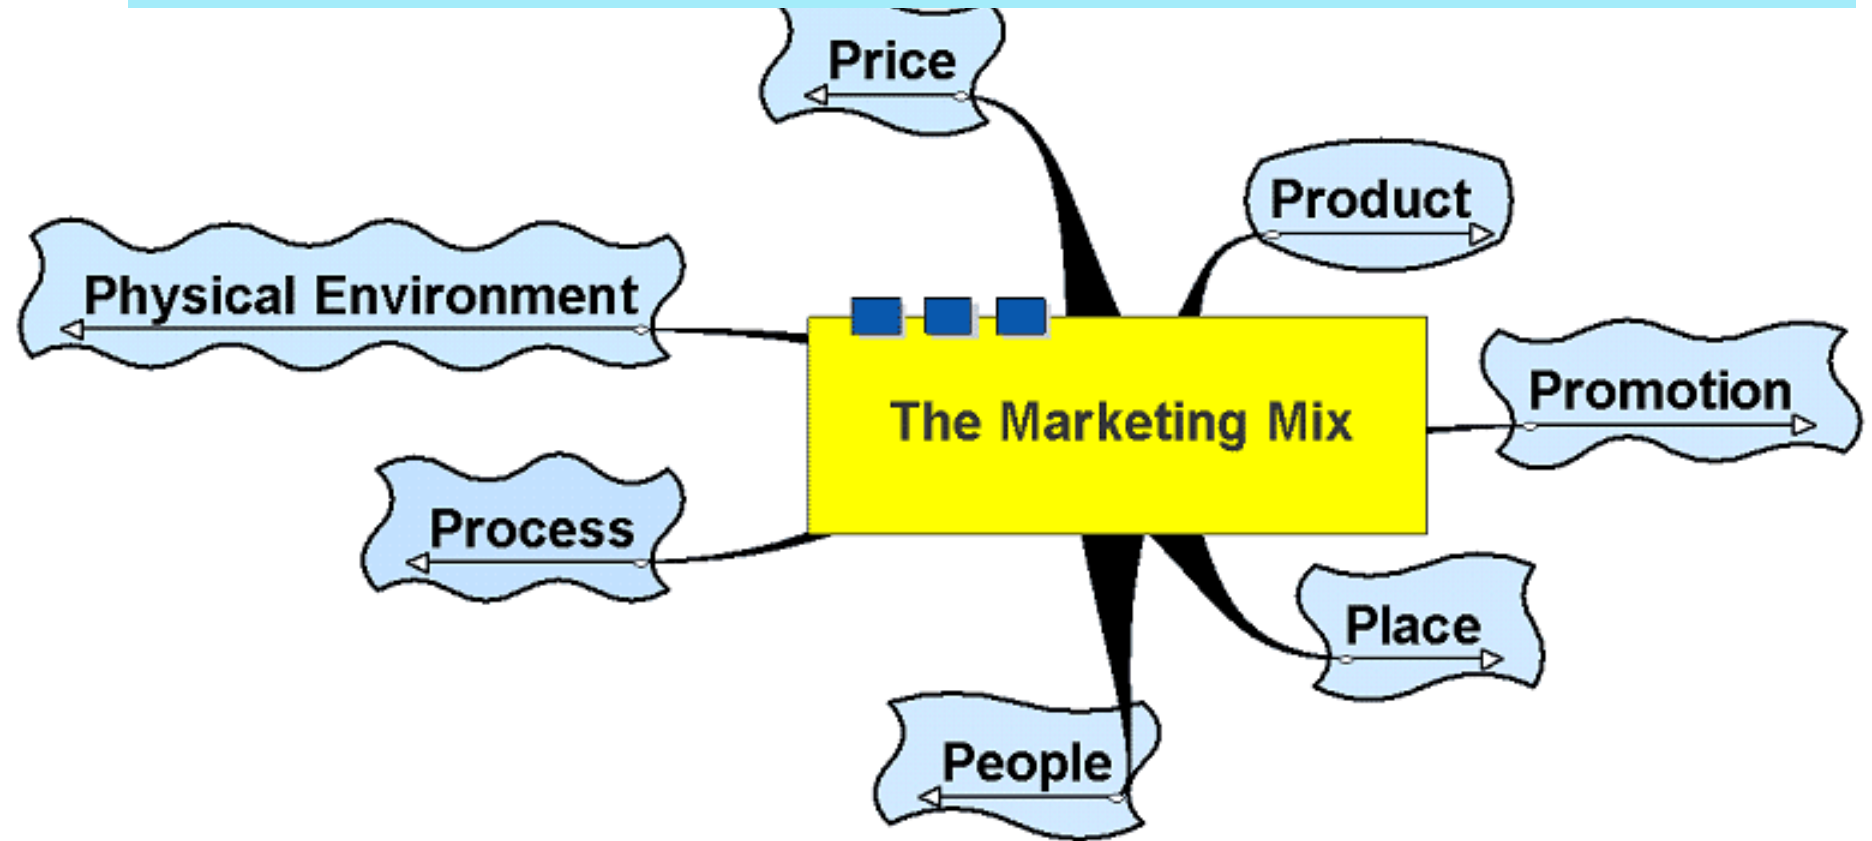 Price
Product
Physical Environment
Promotion
The Marketing Mix
Process
Place
People